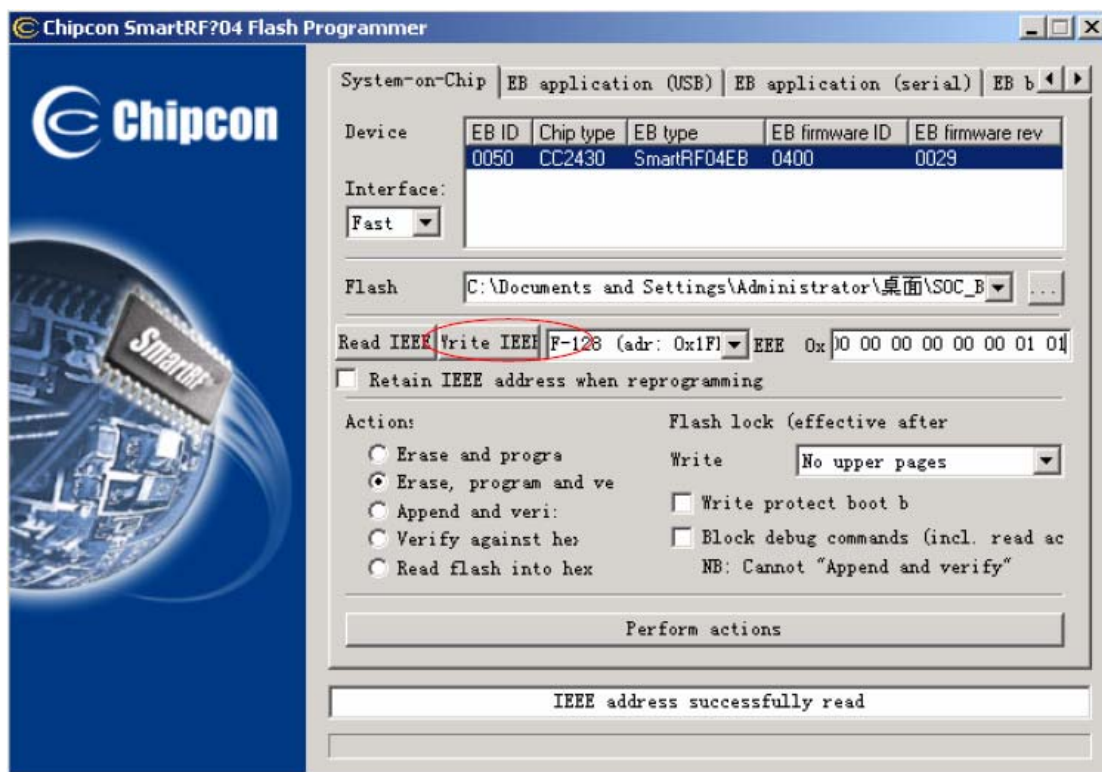 Chipcon SmartRF?04 Flash Programmer
Chipcon
SmartRF
System-on-Chip EB application (USB) EB application (serial) EB b
Device EB ID Chip type EB type EB firmware ID EB firmware rev
0050 CC2430 SmartRF04EB 0400 0029
Interface:
Fast
Flash C:\Documents and Settings\Administrator\桌面\SOC_B ...
Read IEEE Write IEEE F-128 (adr: 0x1F EEE 0x 00 00 00 00 00 00 01 01
Retain IEEE address when reprogramming
Action: Flash lock (effective after
Erase and progra
Write No upper pages
Erase, program and ve
Write protect boot b
Append and veri:
Verify against hex
Block debug commands (incl. read ac
Read flash into hex
NB: Cannot "Append and verify"
Perform actions
IEEE address successfully read